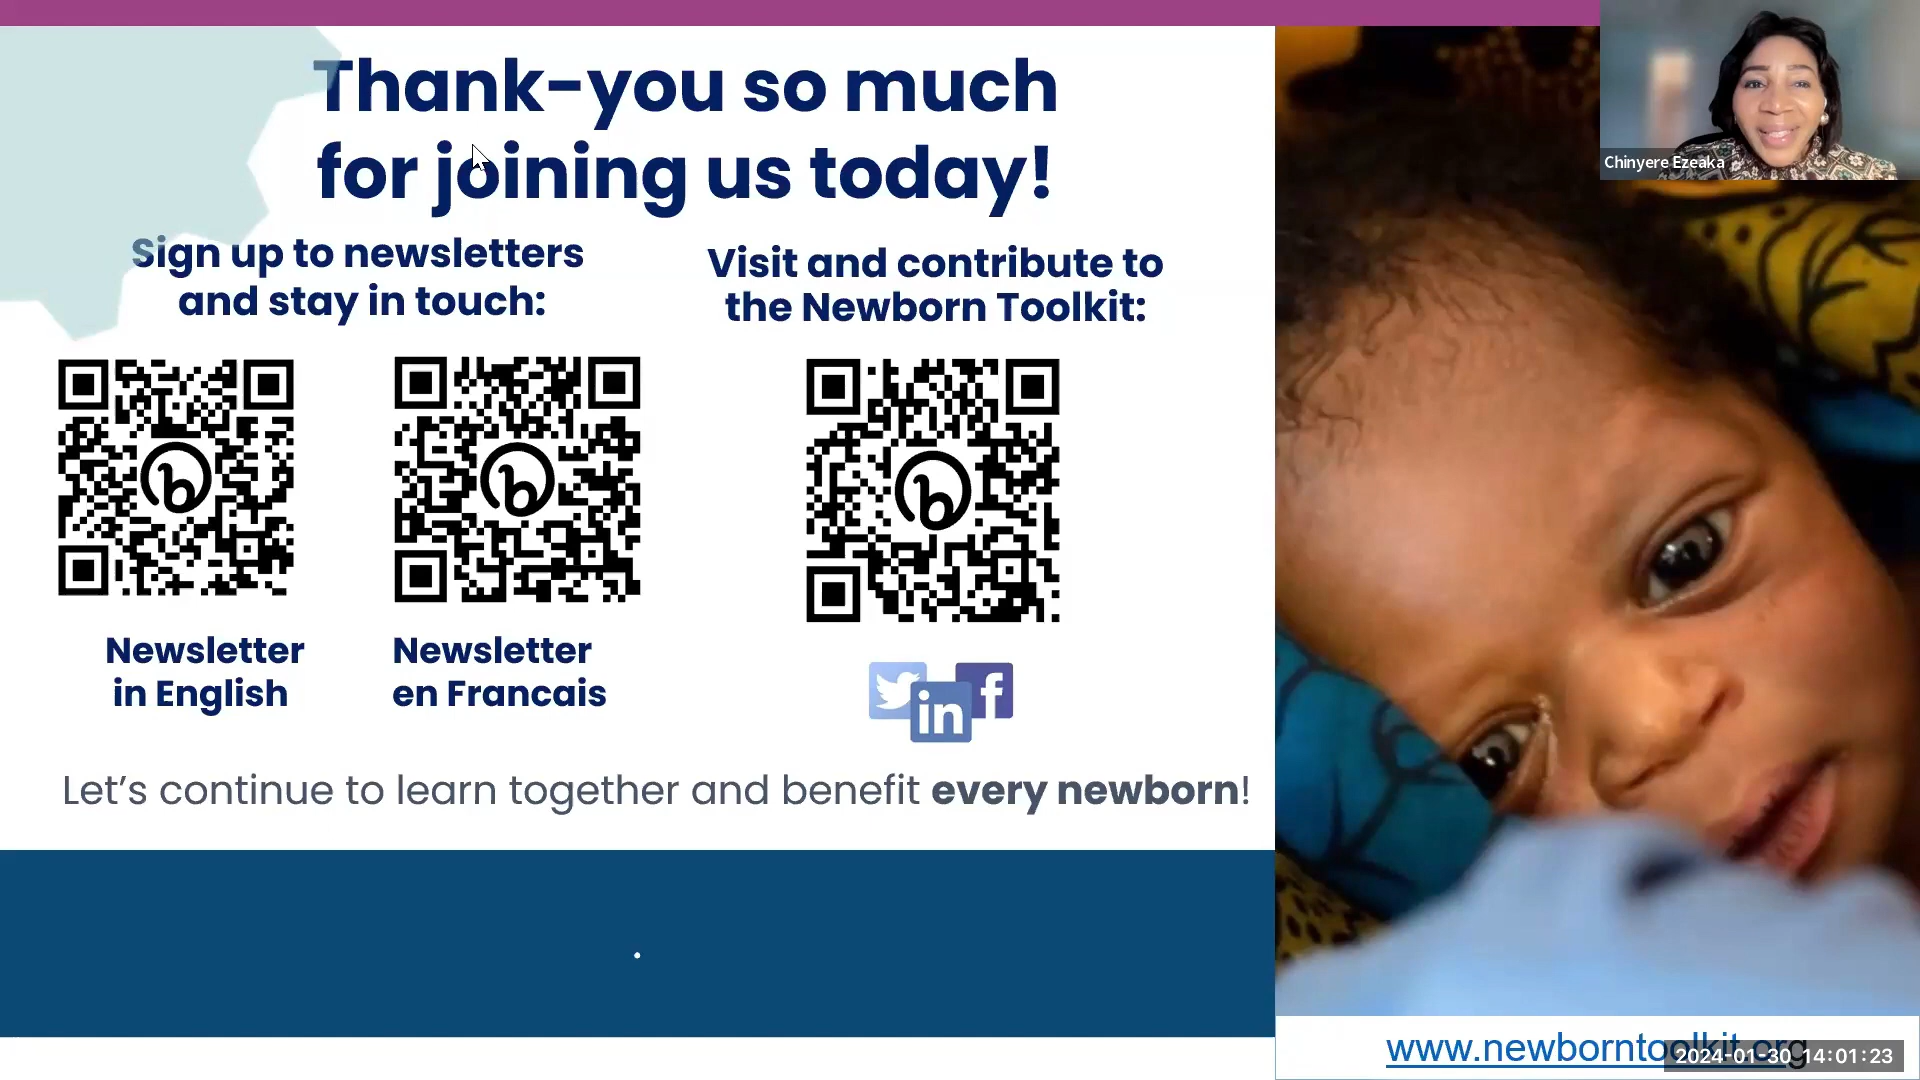 Thank-you so much
for joining us today!
Chinyere Ezeaka
Sign up to newsletters
and stay in touch:
Visit and contribute to
the Newborn Toolkit:
Newsletter
in English
Newsletter
en Francais
in
f
Let's continue to learn together and benefit every newborn!
www.newborntoolkit.org
2024-01-30 14:01:23